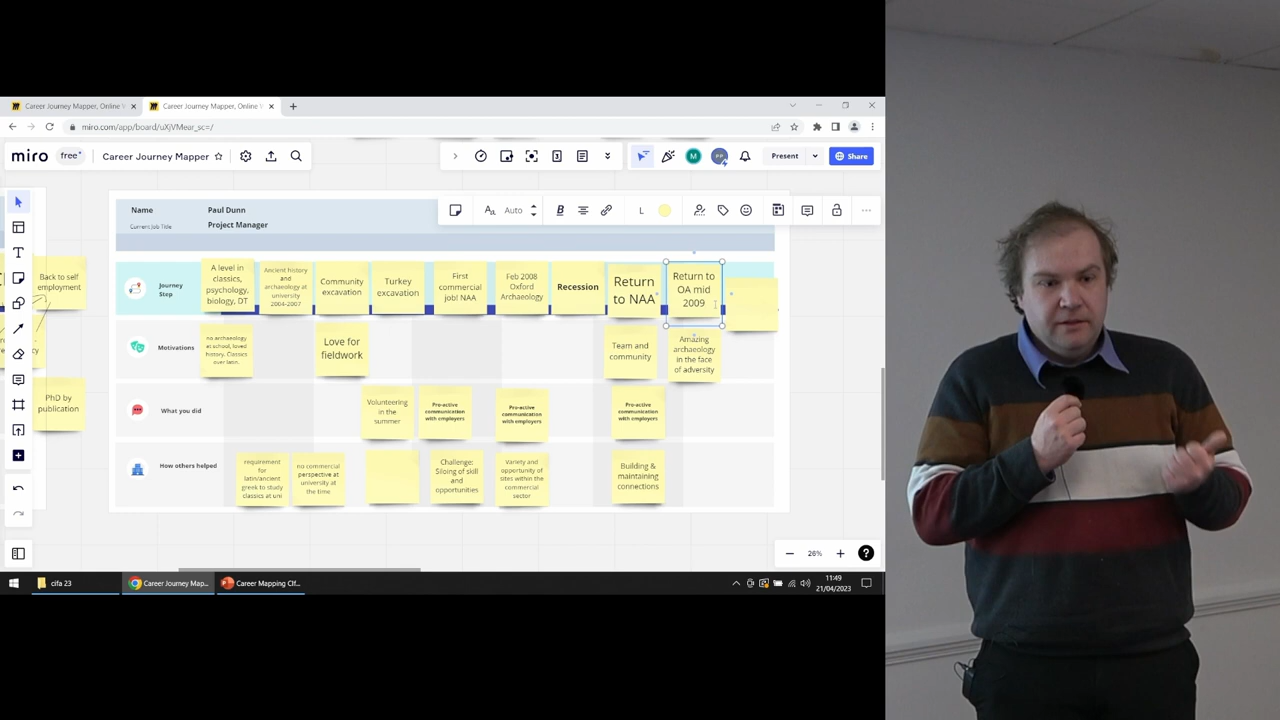 Career Journey Mapper, Online
Career Journey Mapper, Online
miro.com/app/board/uXjVMear_sc=/
miro
free
Career Journey Mapper
Present
Share
Auto
B
L
Name
Paul Dunn
Current Job Title
Project Manager
Journey
Step
A level in
classics,
psychology,
biology, DT
Ancient history
and
archaeology at
university
2004-2007
Community
excavation
Turkey
excavation
First
commercial
job! NAA
Feb 2008
Oxford
Archaeology
Recession
Return
to NAA
Return to
OA mid
2009
Back to self
employment
Motivations
no archaeology
at school, loved
history. Classics
over latin.
Love for
fieldwork
Team and
community
Amazing
archaeology
in the face
of adversity
PhD by
publication
What you did
Volunteering
in the
summer
Pro-active
communication
with employers
Pro-active
communication
with employers
Pro-active
communication
with employers
How others helped
requirement
for
latin/ancient
greek to study
classics at uni
no commercial
perspective at
university at
the time
Challenge:
Siloing of skill
and
opportunities
Variety and
opportunity of
sites within the
commercial
sector
Building &
maintaining
connections
26%
cifa 23
Career Journey Map...
Career Mapping CIf...
11:49
21/04/2023